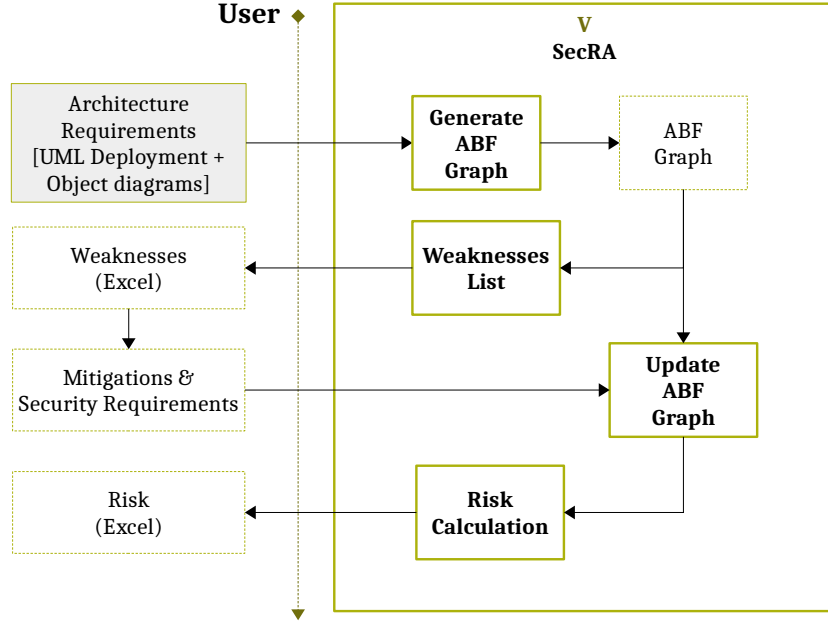 User
V
SecRA
Architecture
Requirements
[UML Deployment +
Object diagrams]
Generate
ABF
Graph
ABF
Graph
Weaknesses
(Excel)
Weaknesses
List
Mitigations &
Security Requirements
Update
ABF
Graph
Risk
(Excel)
Risk
Calculation